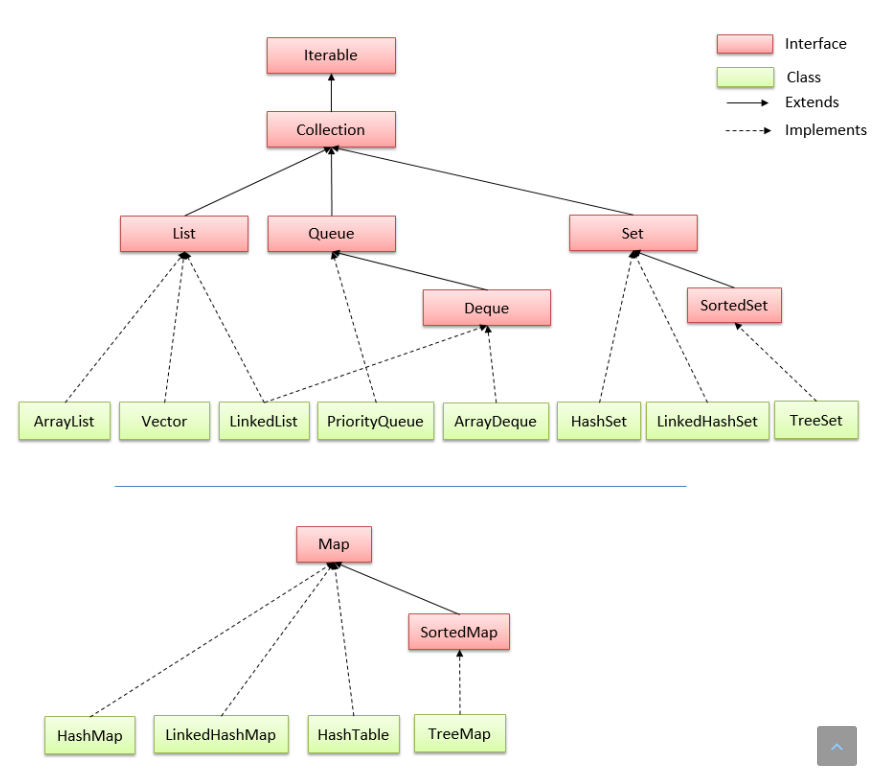 Iterable
Interface
Class
Extends
Collection
Implements
List
Queue
Set
Deque
SortedSet
ArrayList
Vector
LinkedList
PriorityQueue
ArrayDeque
HashSet
LinkedHashSet
TreeSet
Map
SortedMap
HashMap
LinkedHashMap
HashTable
TreeMap